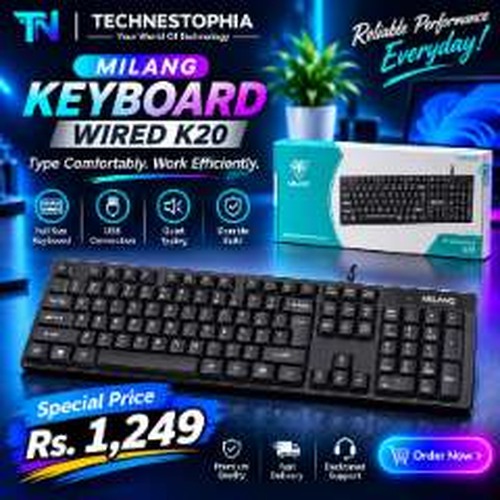 TN | TECHNESTOPHIA
Your World Of Technology
Reliable Performance
Everyday!
MILANG
KEYBOARD
WIRED K20
Type Comfortably. Work Efficiently.
Full Size
Keyboard
USB
Connection
Quiet
Typing
Durable
Build
MILANG
Special Price
Rs. 1,249
Premium
Quality
Fast
Delivery
Dedicated
Support
Order Now >